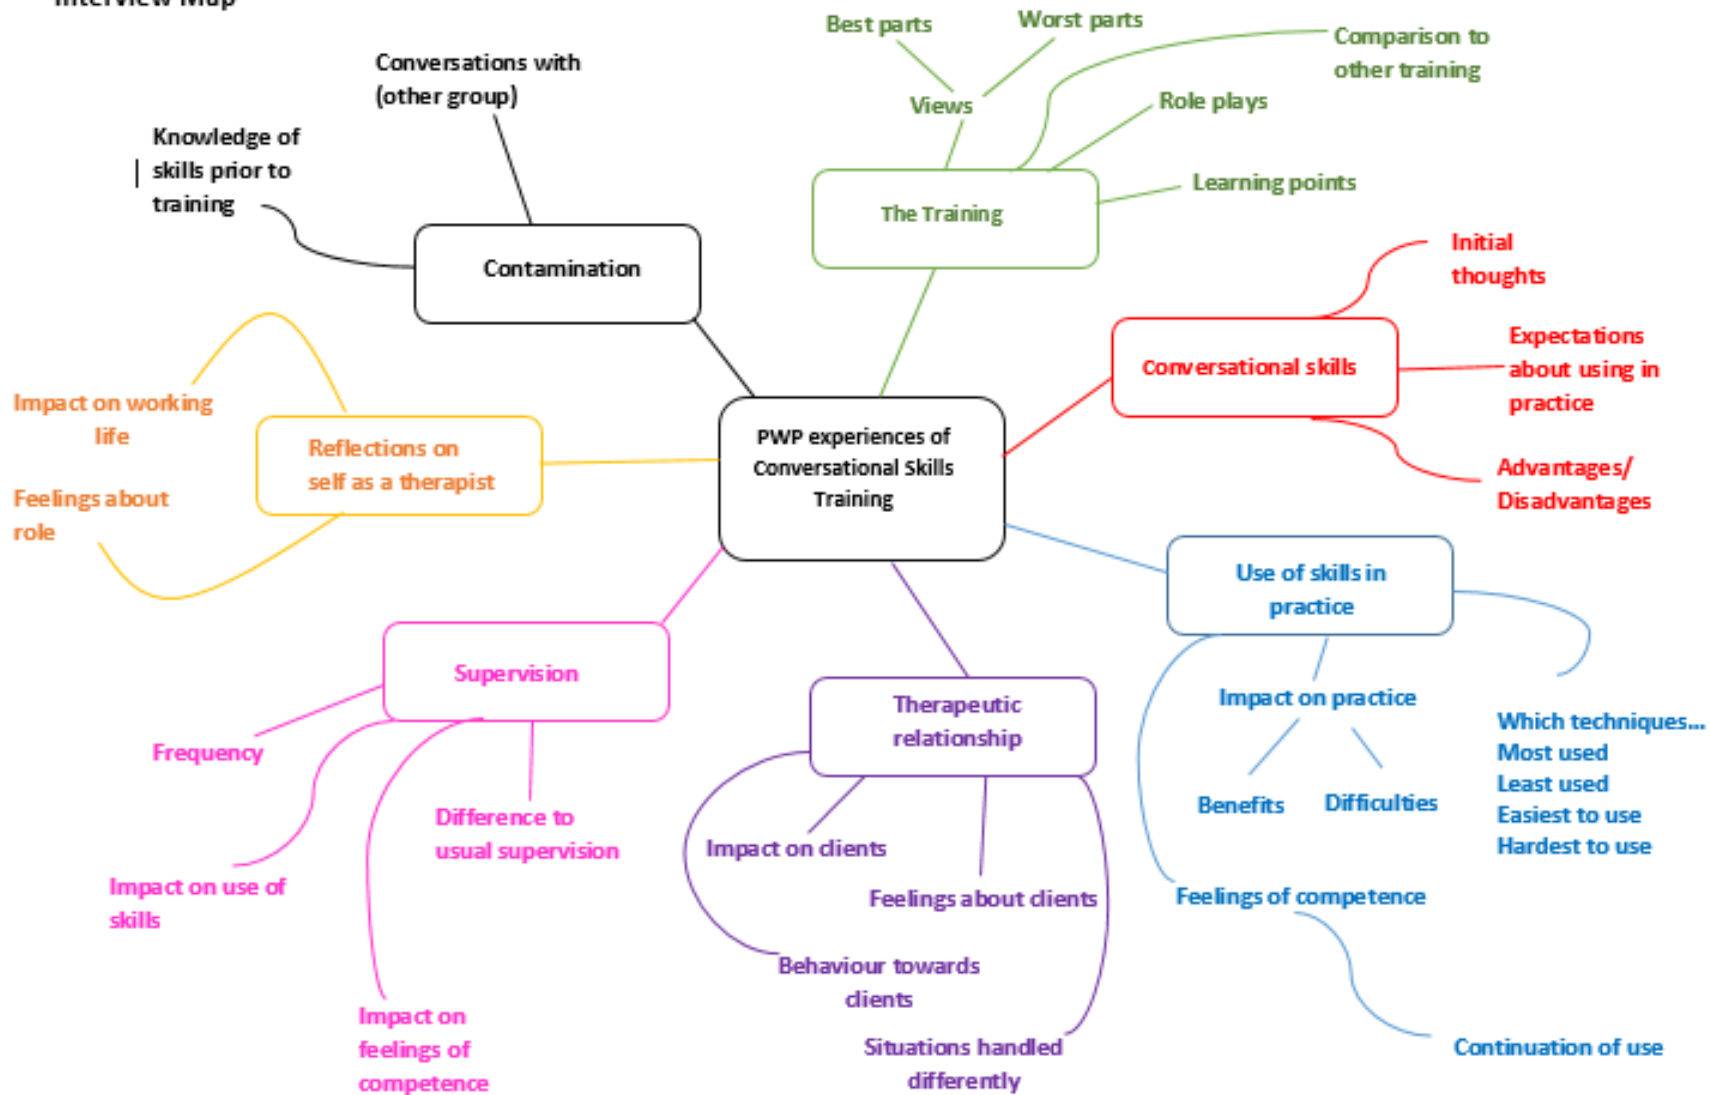 Interview Map
Best parts
Worst parts
Comparison to
other training
Views
Role plays
Learning points
The Training
Conversations with
(other group)
Knowledge of
skills prior to
training
Contamination
Initial
thoughts
Expectations
about using in
practice
Conversational skills
Advantages/
Disadvantages
Impact on working
life
Reflections on
self as a therapist
Feelings about
role
PWP experiences of
Conversational Skills
Training
Use of skills in
practice
Impact on practice
Benefits
Difficulties
Which techniques...
Most used
Least used
Easiest to use
Hardest to use
Feelings of competence
Continuation of use
Supervision
Frequency
Difference to
usual supervision
Impact on use of
skills
Impact on
feelings of
competence
Therapeutic
relationship
Impact on clients
Feelings about clients
Behaviour towards
clients
Situations handled
differently